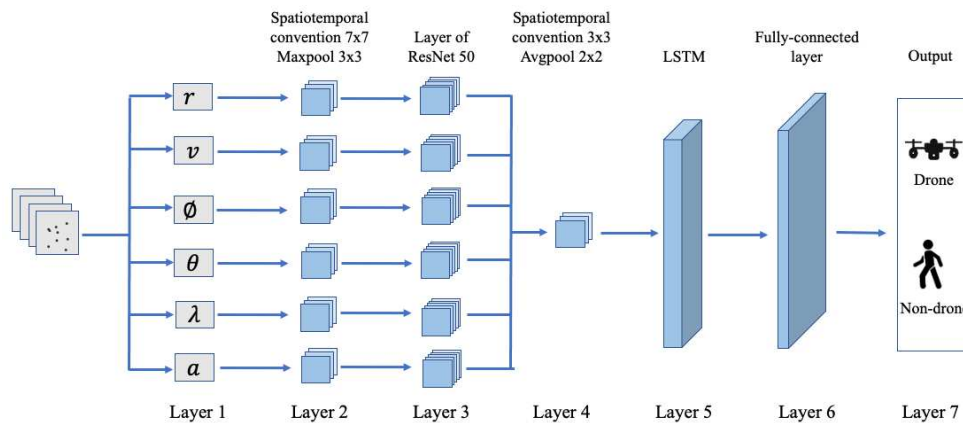 Spatiotemporal
convention 7x7
Maxpool 3x3
Layer of
ResNet 50
Spatiotemporal
convention 3x3
Avgpool 2x2
LSTM
Fully-connected
layer
Output
r
v
ϕ
θ
λ
a
Drone
Non-drone
Layer 1
Layer 2
Layer 3
Layer 4
Layer 5
Layer 6
Layer 7